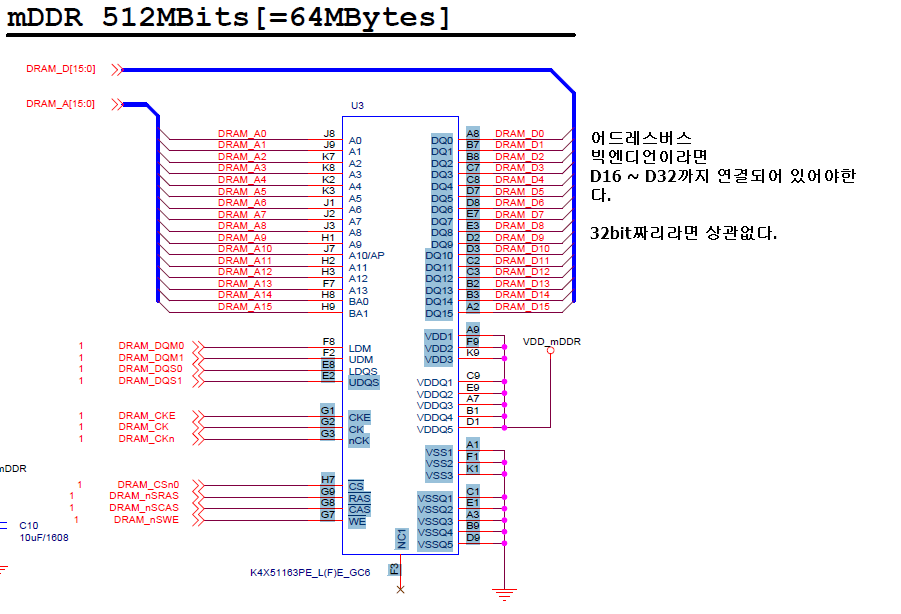 mDDR 512MBits[=64MBytes]
DRAM_D[15:0]
DRAM_A[15:0]
U3
DRAM_A0 J8 A0 DQ0 A8 DRAM_D0
DRAM_A1 J9 A1 DQ1 B7 DRAM_D1
DRAM_A2 K7 A2 DQ2 B8 DRAM_D2
DRAM_A3 K8 A3 DQ3 C7 DRAM_D3
DRAM_A4 K2 A4 DQ4 C8 DRAM_D4
DRAM_A5 K3 A5 DQ5 D7 DRAM_D5
DRAM_A6 J1 A6 DQ6 D8 DRAM_D6
DRAM_A7 J2 A7 DQ7 E7 DRAM_D7
DRAM_A8 J3 A8 DQ8 E3 DRAM_D8
DRAM_A9 H1 A9 DQ9 D2 DRAM_D9
DRAM_A10 J7 A10/AP DQ10 D3 DRAM_D10
DRAM_A11 H2 A11 DQ11 C2 DRAM_D11
DRAM_A12 H3 A12 DQ12 C3 DRAM_D12
DRAM_A13 F7 A13 DQ13 B2 DRAM_D13
DRAM_A14 H8 BA0 DQ14 B3 DRAM_D14
DRAM_A15 H9 BA1 DQ15 A2 DRAM_D15
어드레스버스
빅엔디언이라면
D16 ~ D32까지 연결되어 있어야한
다.
32bit짜리라면 상관없다.
VDD1 A9
VDD2 F9
VDD3 K9
VDD_mDDR
1 DRAM_DQM0 F8 LDM
1 DRAM_DQM1 F2 UDM
1 DRAM_DQS0 E8 LDQS
1 DRAM_DQS1 E2 UDQS
VDDQ1 C9
VDDQ2 E9
VDDQ3 A7
VDDQ4 B1
VDDQ5 D1
1 DRAM_CKE G1 CKE
1 DRAM_CK G2 CK
1 DRAM_CKn G3 nCK
VSS1 A1
VSS2 F1
VSS3 K1
mDDR
1 DRAM_CSn0 H7 CS
1 DRAM_nSRAS G9 RAS
1 DRAM_nSCAS G8 CAS
1 DRAM_nSWE G7 WE
VSSQ1 C1
VSSQ2 E1
VSSQ3 A3
VSSQ4 B9
VSSQ5 D9
C10
10uF/1608
NC1
F3
K4X51163PE_L(F)E_GC6